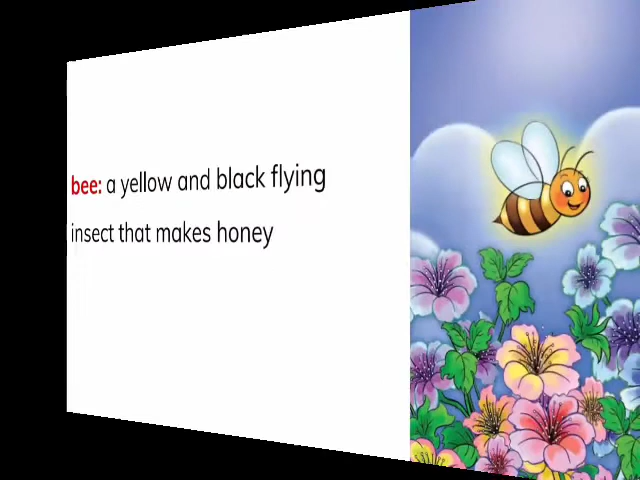 bee: a yellow and black flying
insect that makes honey